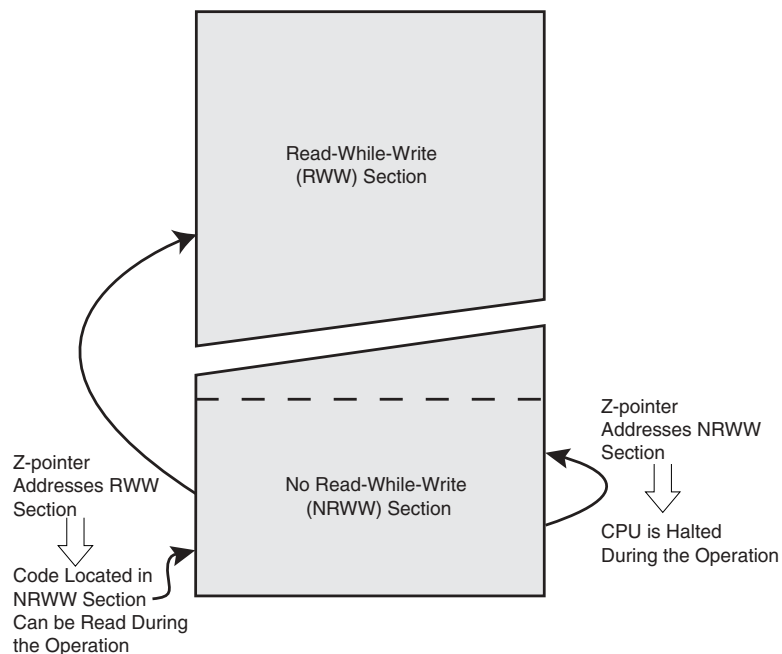 Read-While-Write
(RWW) Section
Z-pointer
Addresses RWW
Section
Code Located in
NRWW Section
Can be Read During
the Operation
No Read-While-Write
(NRWW) Section
Z-pointer
Addresses NRWW
Section
CPU is Halted
During the Operation